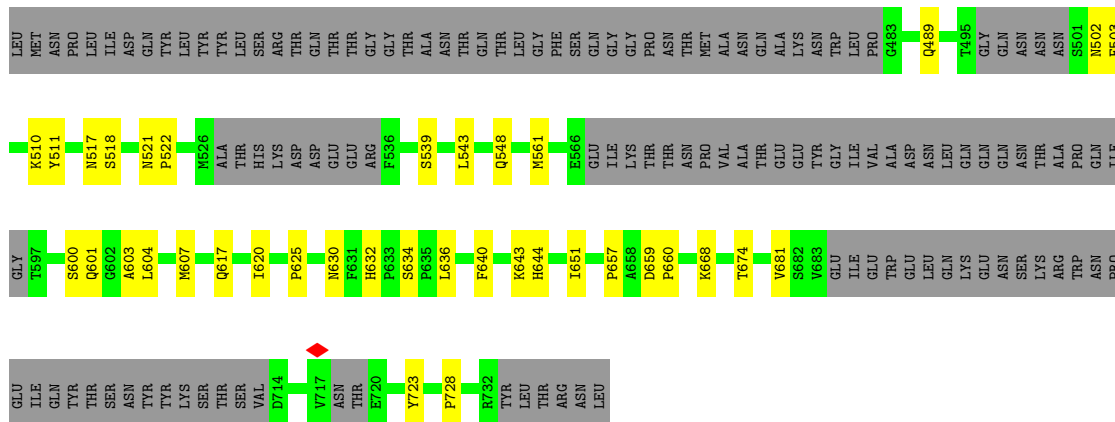 LEU MET ASN PRO LEU ILE ASP GLN TYR LEU TYR TYR LEU SER ARG THR GLN THR THR GLY GLY THR ALA ASN THR GLN THR LEU GLY PHE SER GLN GLY GLY PRO ASN THR MET ALA ASN GLN ALA LYS ASN TRP LEU PRO G483 Q489 T495 GLY GLN ASN ASN ASN S501 N502 F503
K510 Y511 N517 S518 N521 P522 M526 ALA THR HIS LYS ASP ASP GLU GLU ARG F536 S539 L543 Q548 M561 E566 GLU ILE LYS THR THR ASN PRO VAL ALA THR GLU GLU TYR GLY ILE VAL ALA ASP ASN LEU GLN GLN GLN ASN THR ALA PRO GLN ILE
GLY T597 S600 Q601 G602 A603 L604 M607 Q617 I620 P625 N630 F631 H632 P633 S634 P635 L636 F640 K643 H644 I651 P657 A658 D659 P660 K668 T674 V681 S682 V683 GLU ILE GLU TRP GLU LEU GLN LYS GLU ASN SER LYS ARG TRP ASN PRO
GLU ILE GLN TYR THR SER ASN TYR TYR LYS SER THR SER VAL D714 V717 ASN THR E720 Y723 P728 R732 TYR LEU THR ARG ASN LEU